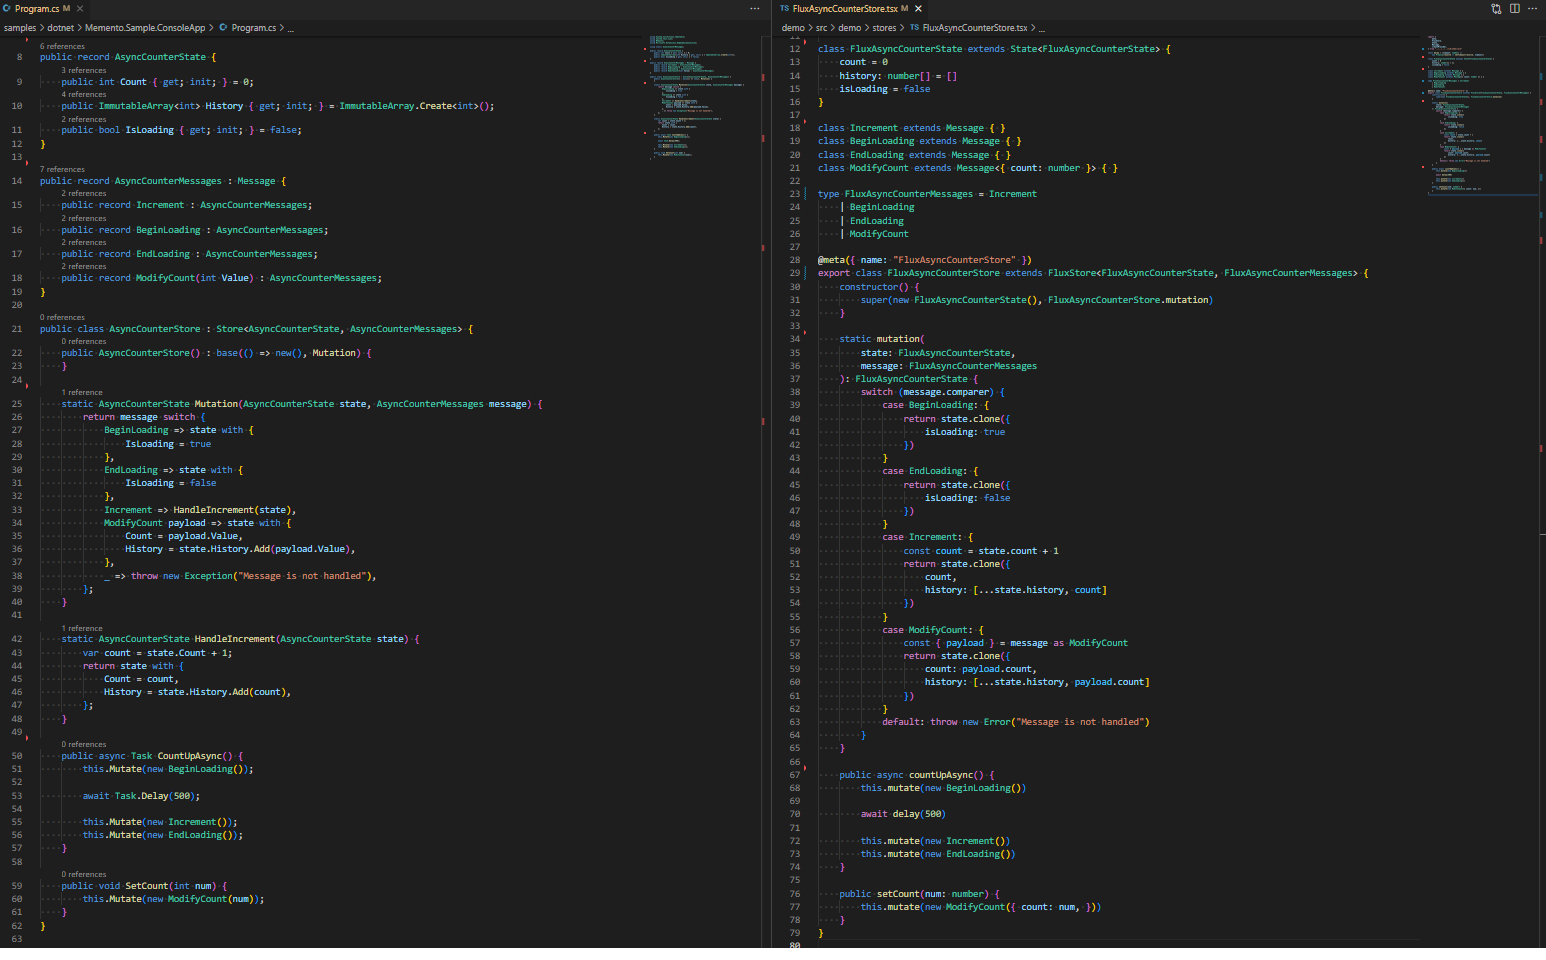 Program.cs M ×
samples > dotnet > Memento.Sample.ConsoleApp > Program.cs > ...
6 references
8 public record AsyncCounterState {
3 references
9 public int Count { get; init; } = 0;
4 references
10 public ImmutableArray<int> History { get; init; } = ImmutableArray.Create<int>();
2 references
11 public bool IsLoading { get; init; } = false;
12 }
13
7 references
14 public record AsyncCounterMessages : Message {
2 references
15 public record Increment : AsyncCounterMessages;
2 references
16 public record BeginLoading : AsyncCounterMessages;
2 references
17 public record EndLoading : AsyncCounterMessages;
2 references
18 public record ModifyCount(int Value) : AsyncCounterMessages;
19 }
20
0 references
21 public class AsyncCounterStore : Store<AsyncCounterState, AsyncCounterMessages> {
0 references
22 public AsyncCounterStore() : base(() => new(), Mutation) {
23 }
24
1 reference
25 static AsyncCounterState Mutation(AsyncCounterState state, AsyncCounterMessages message) {
26 return message switch {
27 BeginLoading => state with {
28 IsLoading = true
29 },
30 EndLoading => state with {
31 IsLoading = false
32 },
33 Increment => HandleIncrement(state),
34 ModifyCount payload => state with {
35 Count = payload.Value,
36 History = state.History.Add(payload.Value),
37 },
38 _ => throw new Exception("Message is not handled"),
39 };
40 }
41
1 reference
42 static AsyncCounterState HandleIncrement(AsyncCounterState state) {
43 var count = state.Count + 1;
44 return state with {
45 Count = count,
46 History = state.History.Add(count),
47 };
48 }
49
0 references
50 public async Task CountUpAsync() {
51 this.Mutate(new BeginLoading());
52
53 await Task.Delay(500);
54
55 this.Mutate(new Increment());
56 this.Mutate(new EndLoading());
57 }
58
0 references
59 public void SetCount(int num) {
60 this.Mutate(new ModifyCount(num));
61 }
62 }
63
TS FluxAsyncCounterStore.tsx M ×
demo > src > demo > stores > TS FluxAsyncCounterStore.tsx > ...
11
12 class FluxAsyncCounterState extends State<FluxAsyncCounterState> {
13 count = 0
14 history: number[] = []
15 isLoading = false
16 }
17
18 class Increment extends Message { }
19 class BeginLoading extends Message { }
20 class EndLoading extends Message { }
21 class ModifyCount extends Message<{ count: number }> { }
22
23 type FluxAsyncCounterMessages = Increment
24 | BeginLoading
25 | EndLoading
26 | ModifyCount
27
28 @meta({ name: "FluxAsyncCounterStore" })
29 export class FluxAsyncCounterStore extends FluxStore<FluxAsyncCounterState, FluxAsyncCounterMessages> {
30 constructor() {
31 super(new FluxAsyncCounterState(), FluxAsyncCounterStore.mutation)
32 }
33
34 static mutation(
35 state: FluxAsyncCounterState,
36 message: FluxAsyncCounterMessages
37 ): FluxAsyncCounterState {
38 switch (message.comparer) {
39 case BeginLoading: {
40 return state.clone({
41 isLoading: true
42 })
43 }
44 case EndLoading: {
45 return state.clone({
46 isLoading: false
47 })
48 }
49 case Increment: {
50 const count = state.count + 1
51 return state.clone({
52 count,
53 history: [...state.history, count]
54 })
55 }
56 case ModifyCount: {
57 const { payload } = message as ModifyCount
58 return state.clone({
59 count: payload.count,
60 history: [...state.history, payload.count]
61 })
62 }
63 default: throw new Error("Message is not handled")
64 }
65 }
66
67 public async countUpAsync() {
68 this.mutate(new BeginLoading())
69
70 await delay(500)
71
72 this.mutate(new Increment())
73 this.mutate(new EndLoading())
74 }
75
76 public setCount(num: number) {
77 this.mutate(new ModifyCount({ count: num, }))
78 }
79 }
80